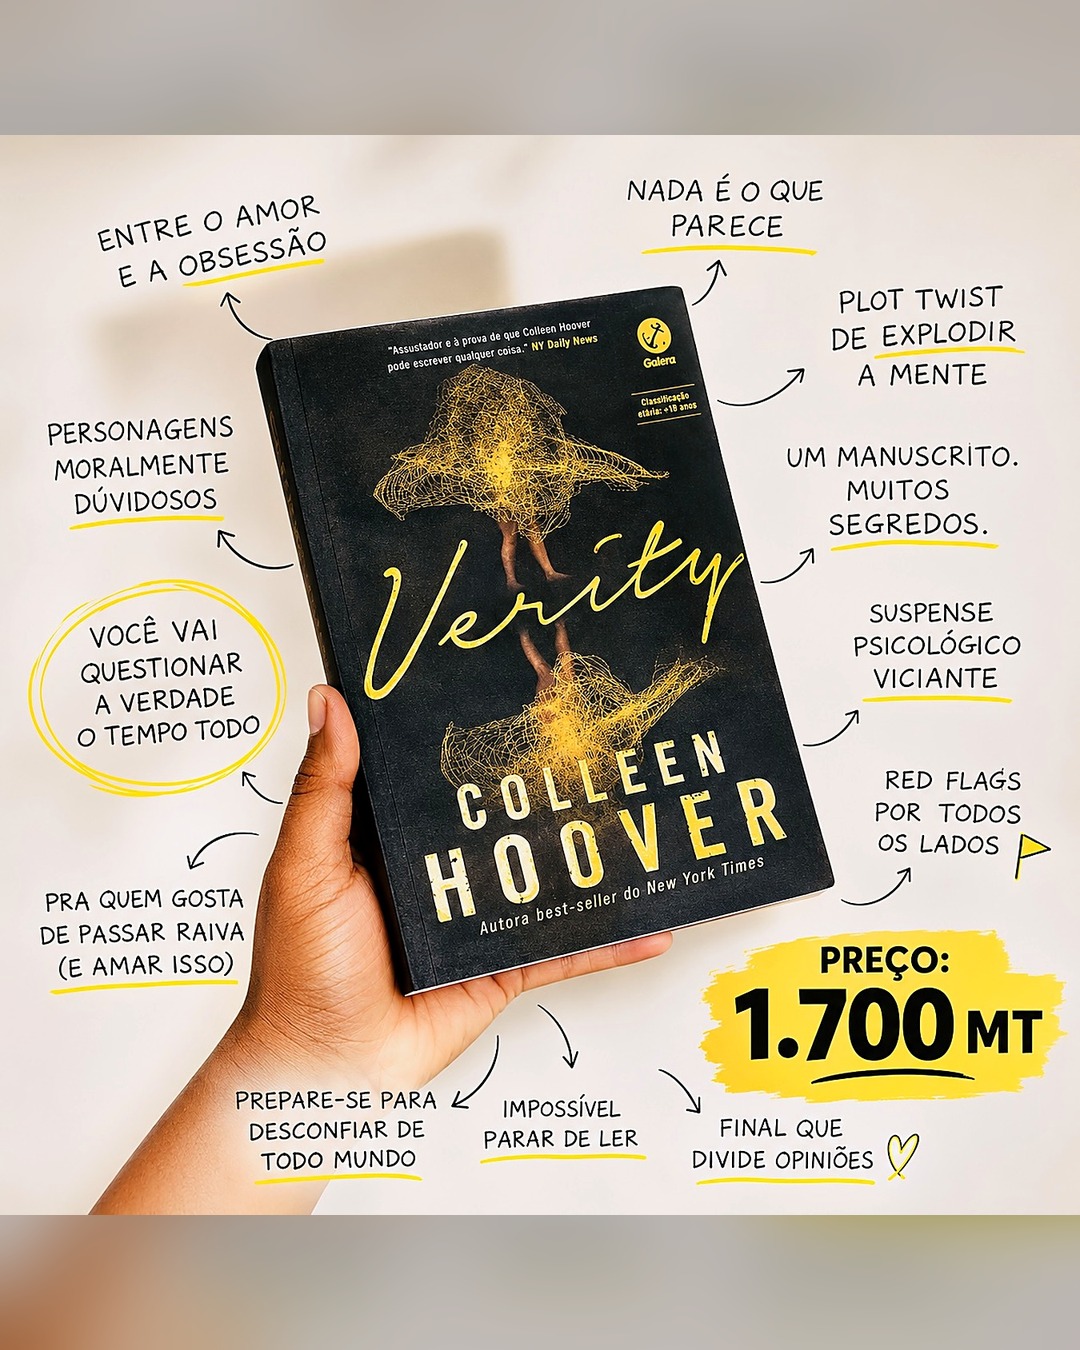 ENTRE O AMOR
E A OBSESSÃO
NADA É O QUE
PARECE
PLOT TWIST
DE EXPLODIR
A MENTE
PERSONAGENS
MORALMENTE
DÚVIDOSOS
UM MANUSCRITO.
MUITOS
SEGREDOS.
VOCÊ VAI
QUESTIONAR
A VERDADE
O TEMPO TODO
SUSPENSE
PSICOLÓGICO
VICIANTE
RED FLAGS
POR TODOS
OS LADOS
PRA QUEM GOSTA
DE PASSAR RAIVA
(E AMAR ISSO)
"Assustador e à prova de que Colleen Hoover
pode escrever qualquer coisa." NY Daily News
Galera
Classificação
etária: +18 anos
Verity
COLLEEN
HOOVER
Autora best-seller do New York Times
PREÇO:
1.700 MT
PREPARE-SE PARA
DESCONFIAR DE
TODO MUNDO
IMPOSSÍVEL
PARAR DE LER
FINAL QUE
DIVIDE OPINIÕES